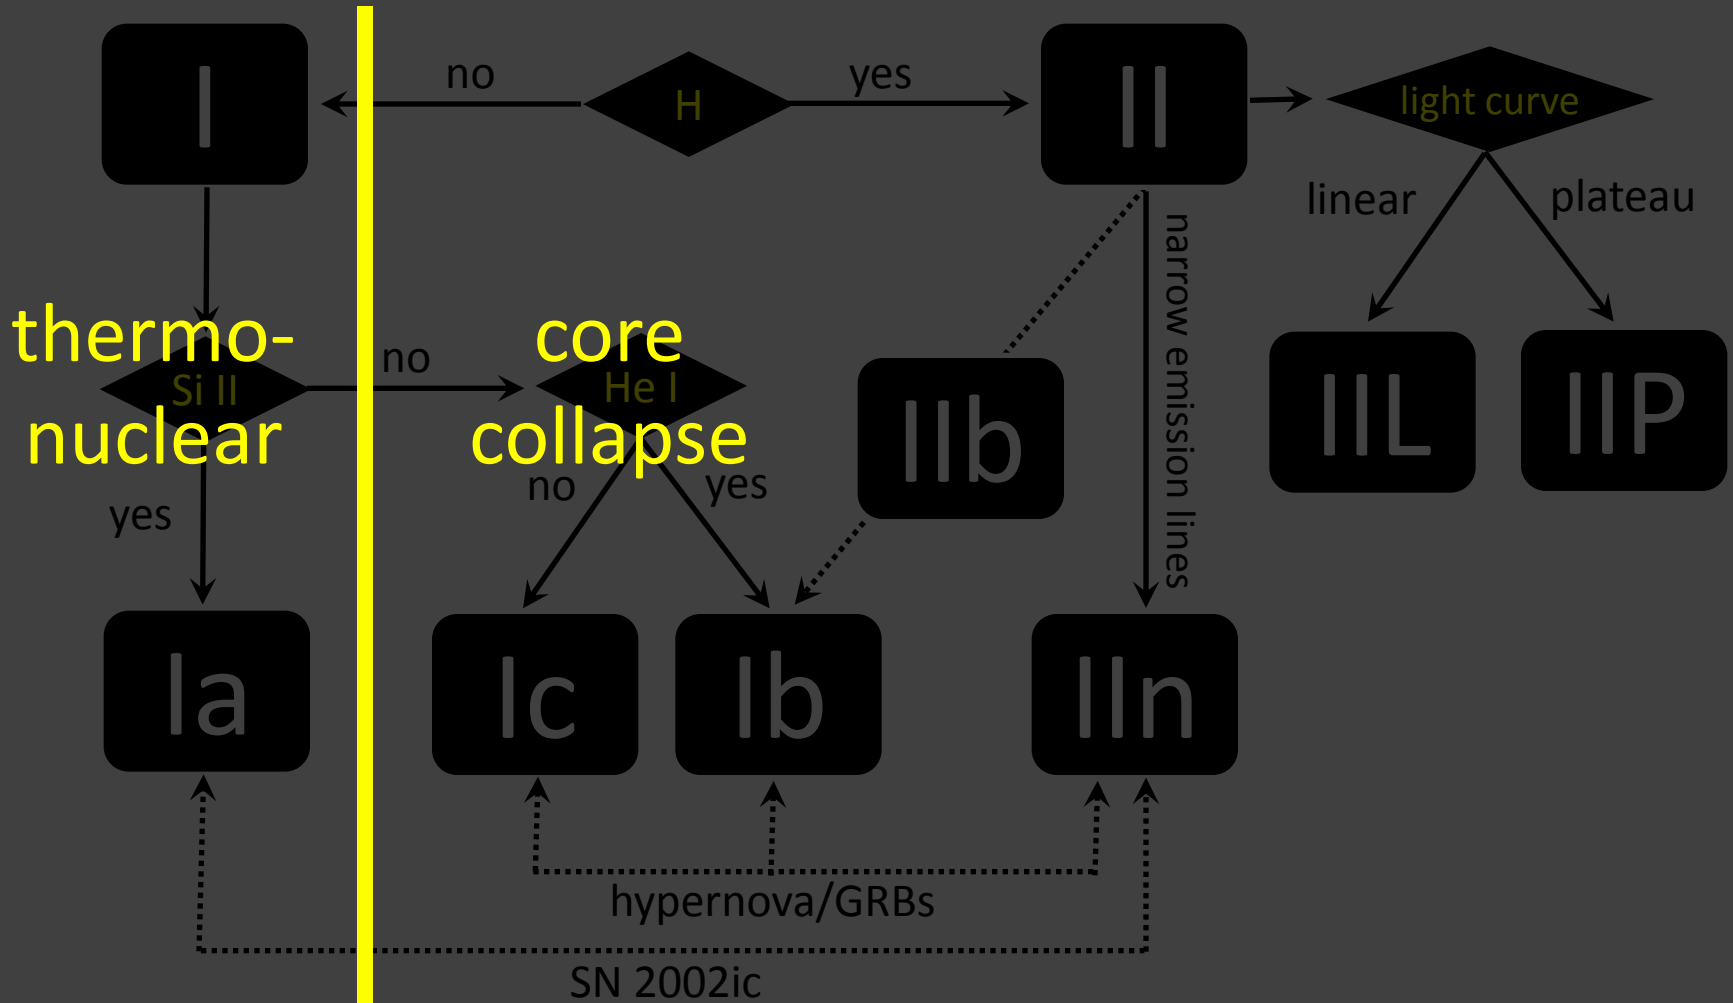 I
no
H
yes
II
light curve
linear
plateau
thermo-
nuclear
Si II
no
core
collapse
He I
IIb
narrow emission lines
IIL
IIP
yes
no
yes
Ia
Ic
Ib
IIn
hypernova/GRBs
SN 2002ic